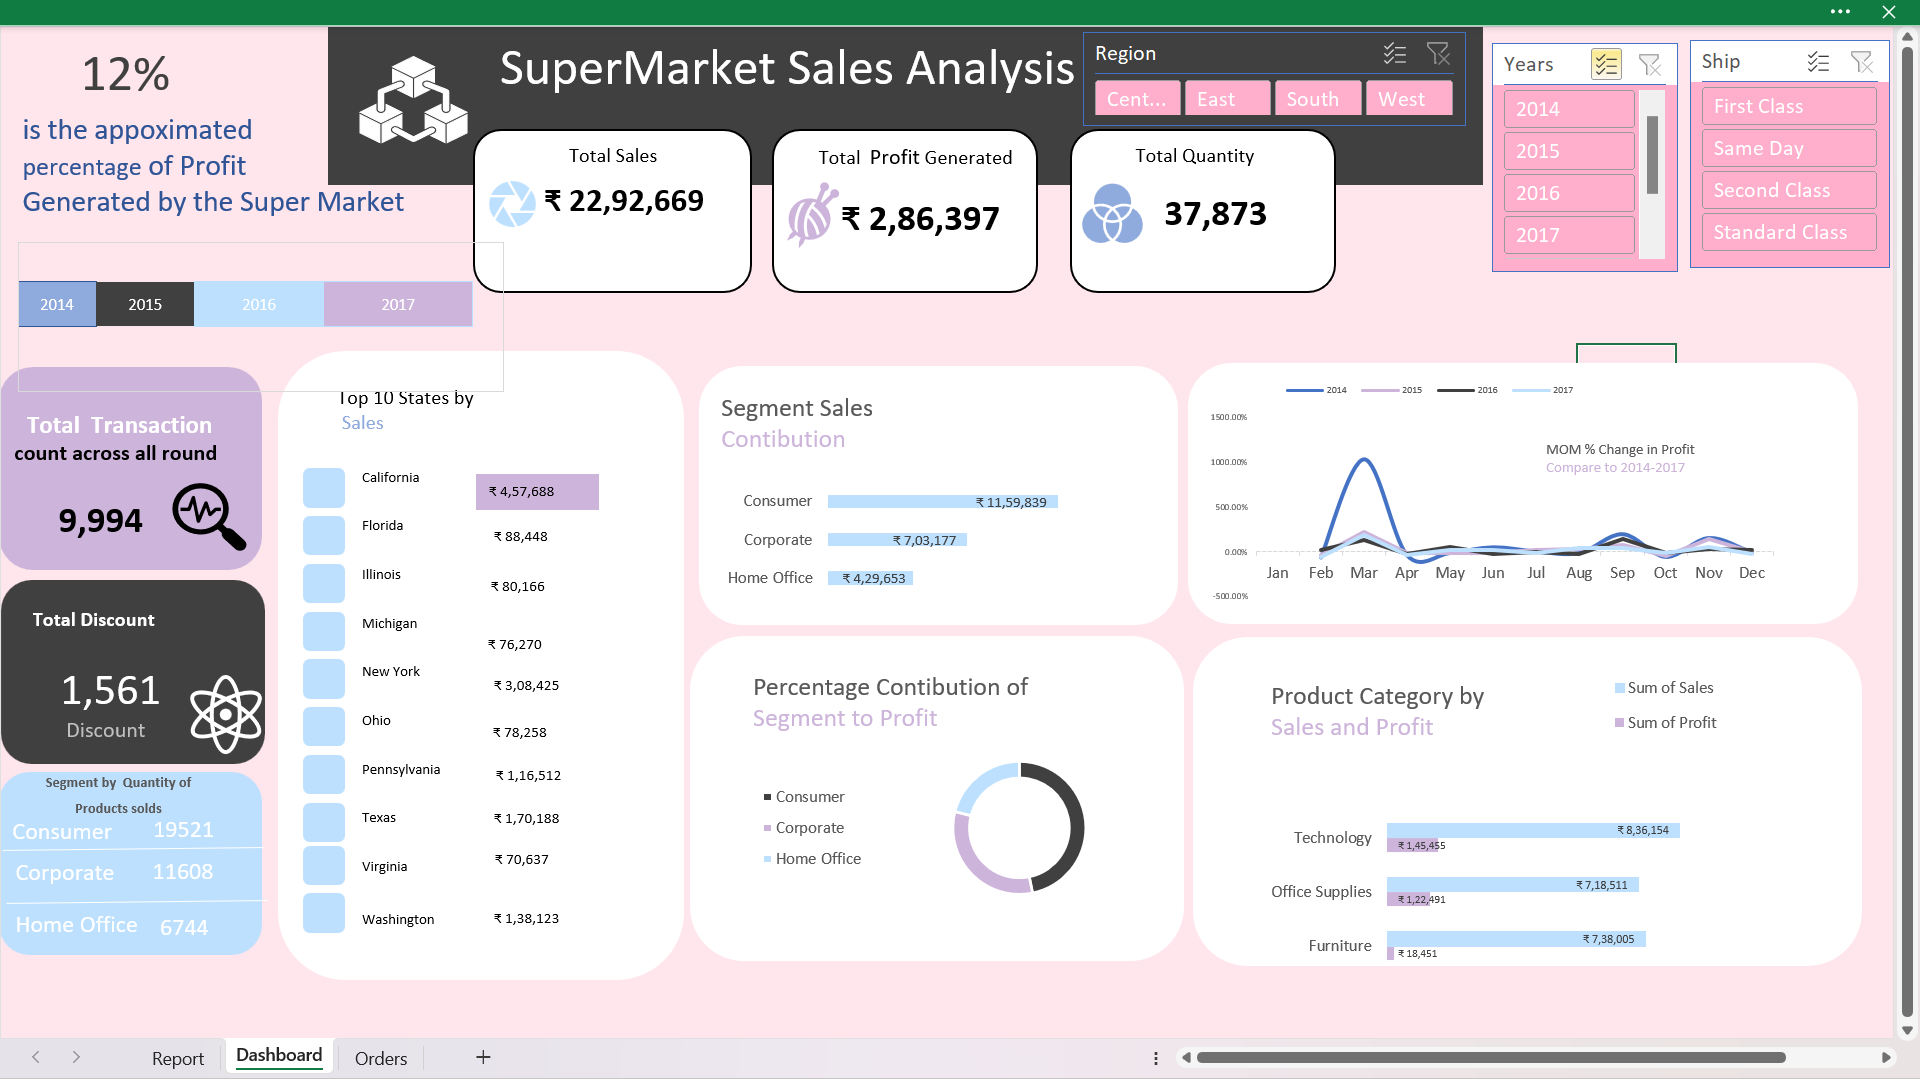 12%
is the appoximated
percentage of Profit
Generated by the Super Market
SuperMarket Sales Analysis
Region
Cent...
East
South
West
Years
2014
2015
2016
2017
Ship
First Class
Same Day
Second Class
Standard Class
Total Sales
₹ 22,92,669
Total Profit Generated
₹ 2,86,397
Total Quantity
37,873
2014
2015
2016
2017
Total Transaction
count across all round
9,994
Total Discount
1,561
Discount
Segment by Quantity of
Products solds
Consumer 19521
Corporate 11608
Home Office 6744
Top 10 States by
Sales
California ₹ 4,57,688
Florida ₹ 88,448
Illinois ₹ 80,166
Michigan ₹ 76,270
New York ₹ 3,08,425
Ohio ₹ 78,258
Pennsylvania ₹ 1,16,512
Texas ₹ 1,70,188
Virginia ₹ 70,637
Washington ₹ 1,38,123
Segment Sales
Contibution
Consumer ₹ 11,59,839
Corporate ₹ 7,03,177
Home Office ₹ 4,29,653
Percentage Contibution of
Segment to Profit
Consumer
Corporate
Home Office
2014 2015 2016 2017
MOM % Change in Profit
Compare to 2014-2017
1500.00%
1000.00%
500.00%
0.00%
-500.00%
Jan Feb Mar Apr May Jun Jul Aug Sep Oct Nov Dec
Product Category by
Sales and Profit
Sum of Sales
Sum of Profit
Technology ₹ 8,36,154
₹ 1,45,455
Office Supplies ₹ 7,18,511
₹ 1,22,491
Furniture ₹ 7,38,005
₹ 18,451
Report Dashboard Orders